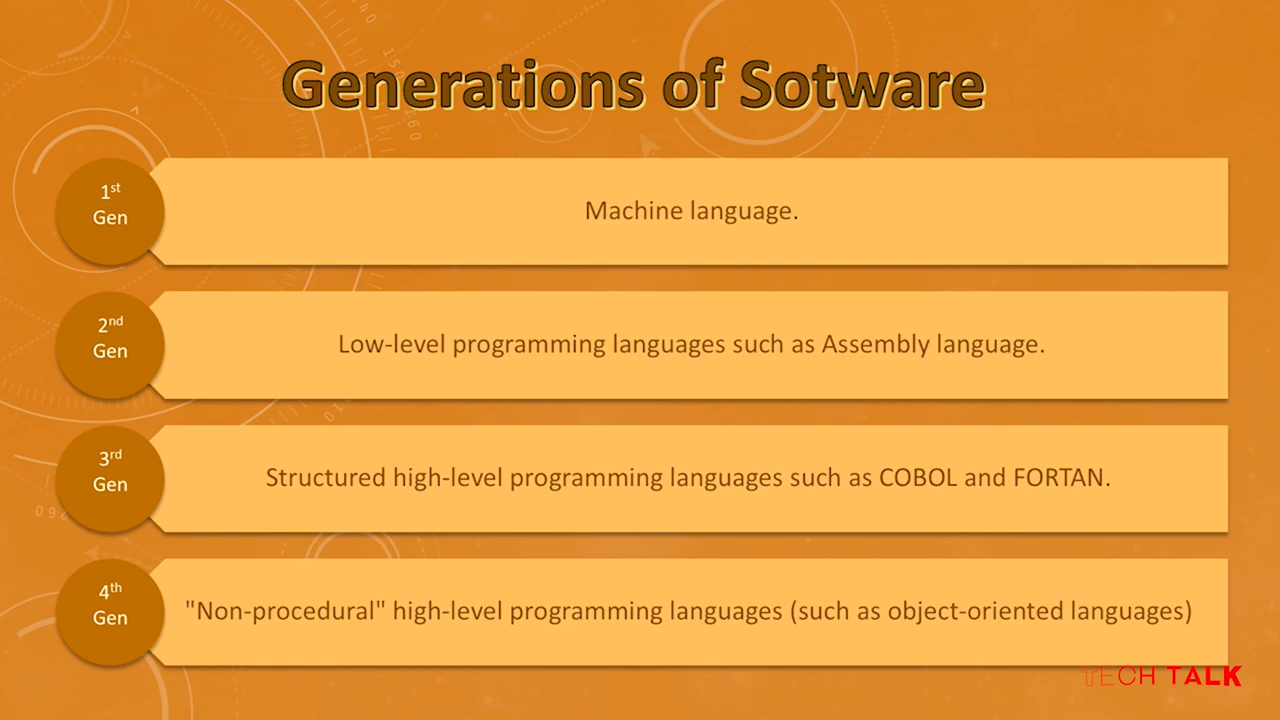 Generations of Sotware
1st
Gen
Machine language.
2nd
Gen
Low-level programming languages such as Assembly language.
3rd
Gen
Structured high-level programming languages such as COBOL and FORTAN.
4th
Gen
"Non-procedural" high-level programming languages (such as object-oriented languages)
TECH TALK